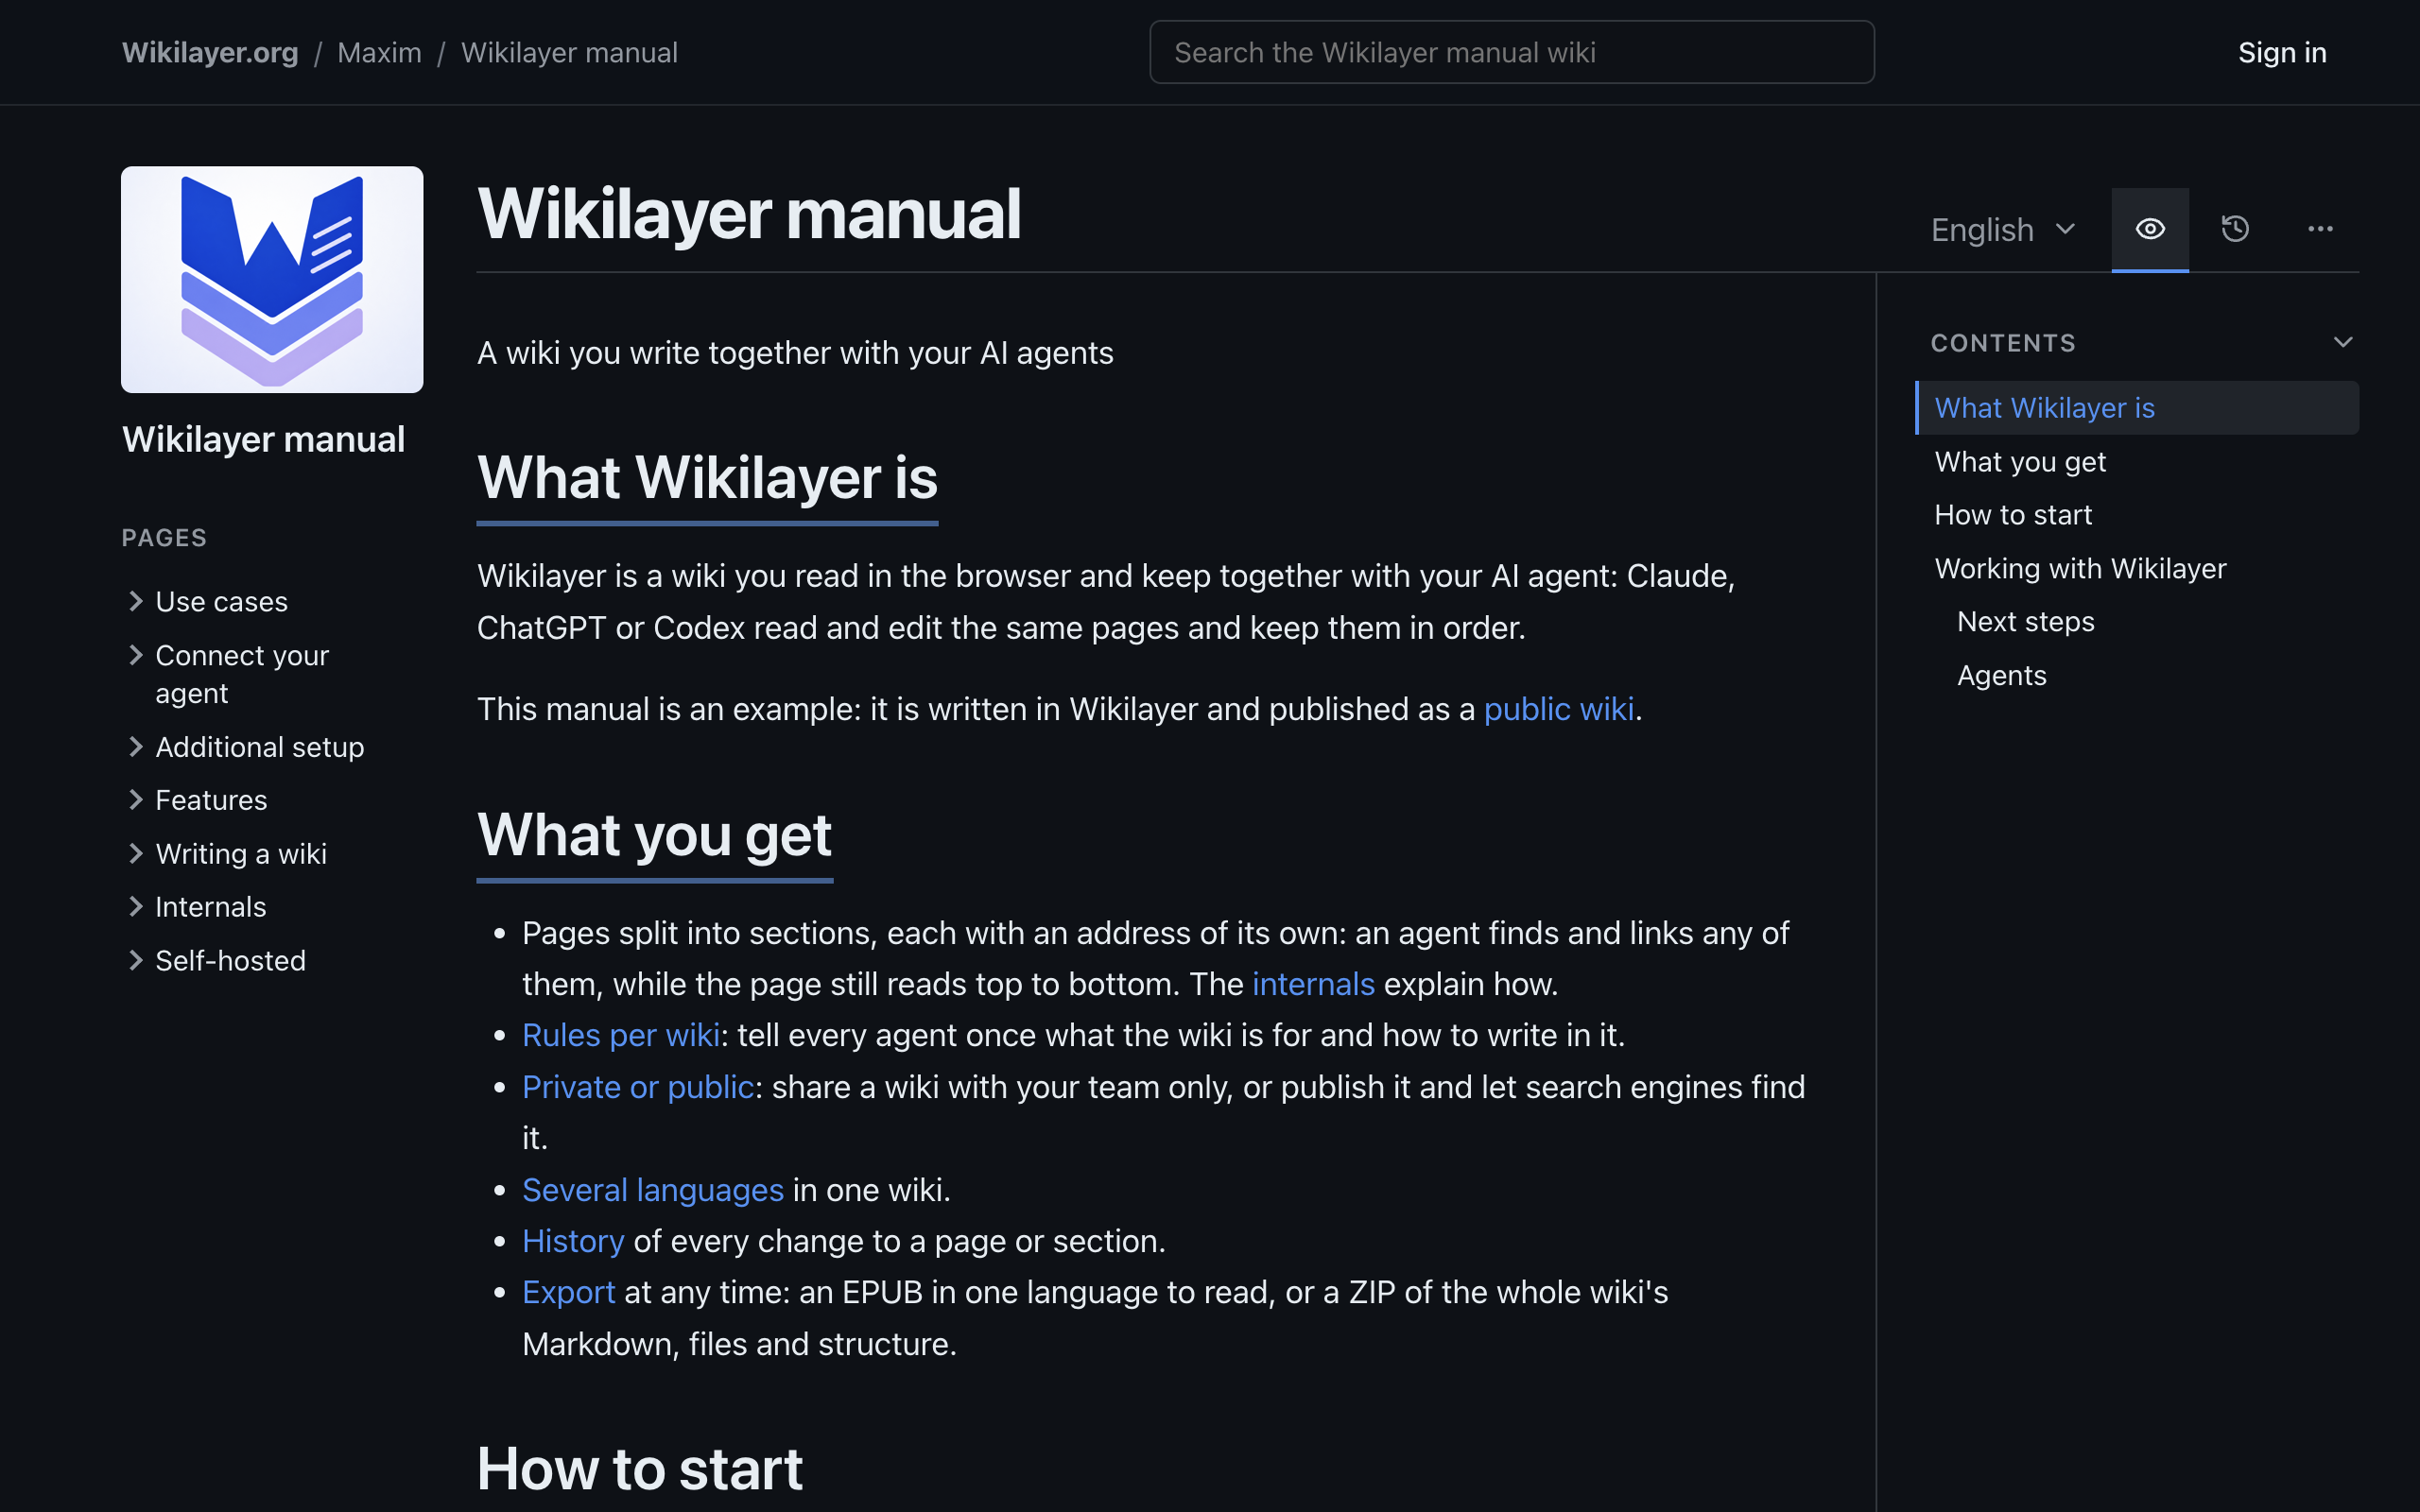 Wikilayer.org / Maxim / Wikilayer manual
Search the Wikilayer manual wiki
Sign in
Wikilayer manual
PAGES
Use cases
Connect your
agent
Additional setup
Features
Writing a wiki
Internals
Self-hosted
Wikilayer manual
English
A wiki you write together with your AI agents
What Wikilayer is
Wikilayer is a wiki you read in the browser and keep together with your AI agent: Claude,
ChatGPT or Codex read and edit the same pages and keep them in order.
This manual is an example: it is written in Wikilayer and published as a public wiki.
What you get
• Pages split into sections, each with an address of its own: an agent finds and links any of
them, while the page still reads top to bottom. The internals explain how.
• Rules per wiki: tell every agent once what the wiki is for and how to write in it.
• Private or public: share a wiki with your team only, or publish it and let search engines find
it.
• Several languages in one wiki.
• History of every change to a page or section.
• Export at any time: an EPUB in one language to read, or a ZIP of the whole wiki's
Markdown, files and structure.
How to start
CONTENTS
What Wikilayer is
What you get
How to start
Working with Wikilayer
Next steps
Agents